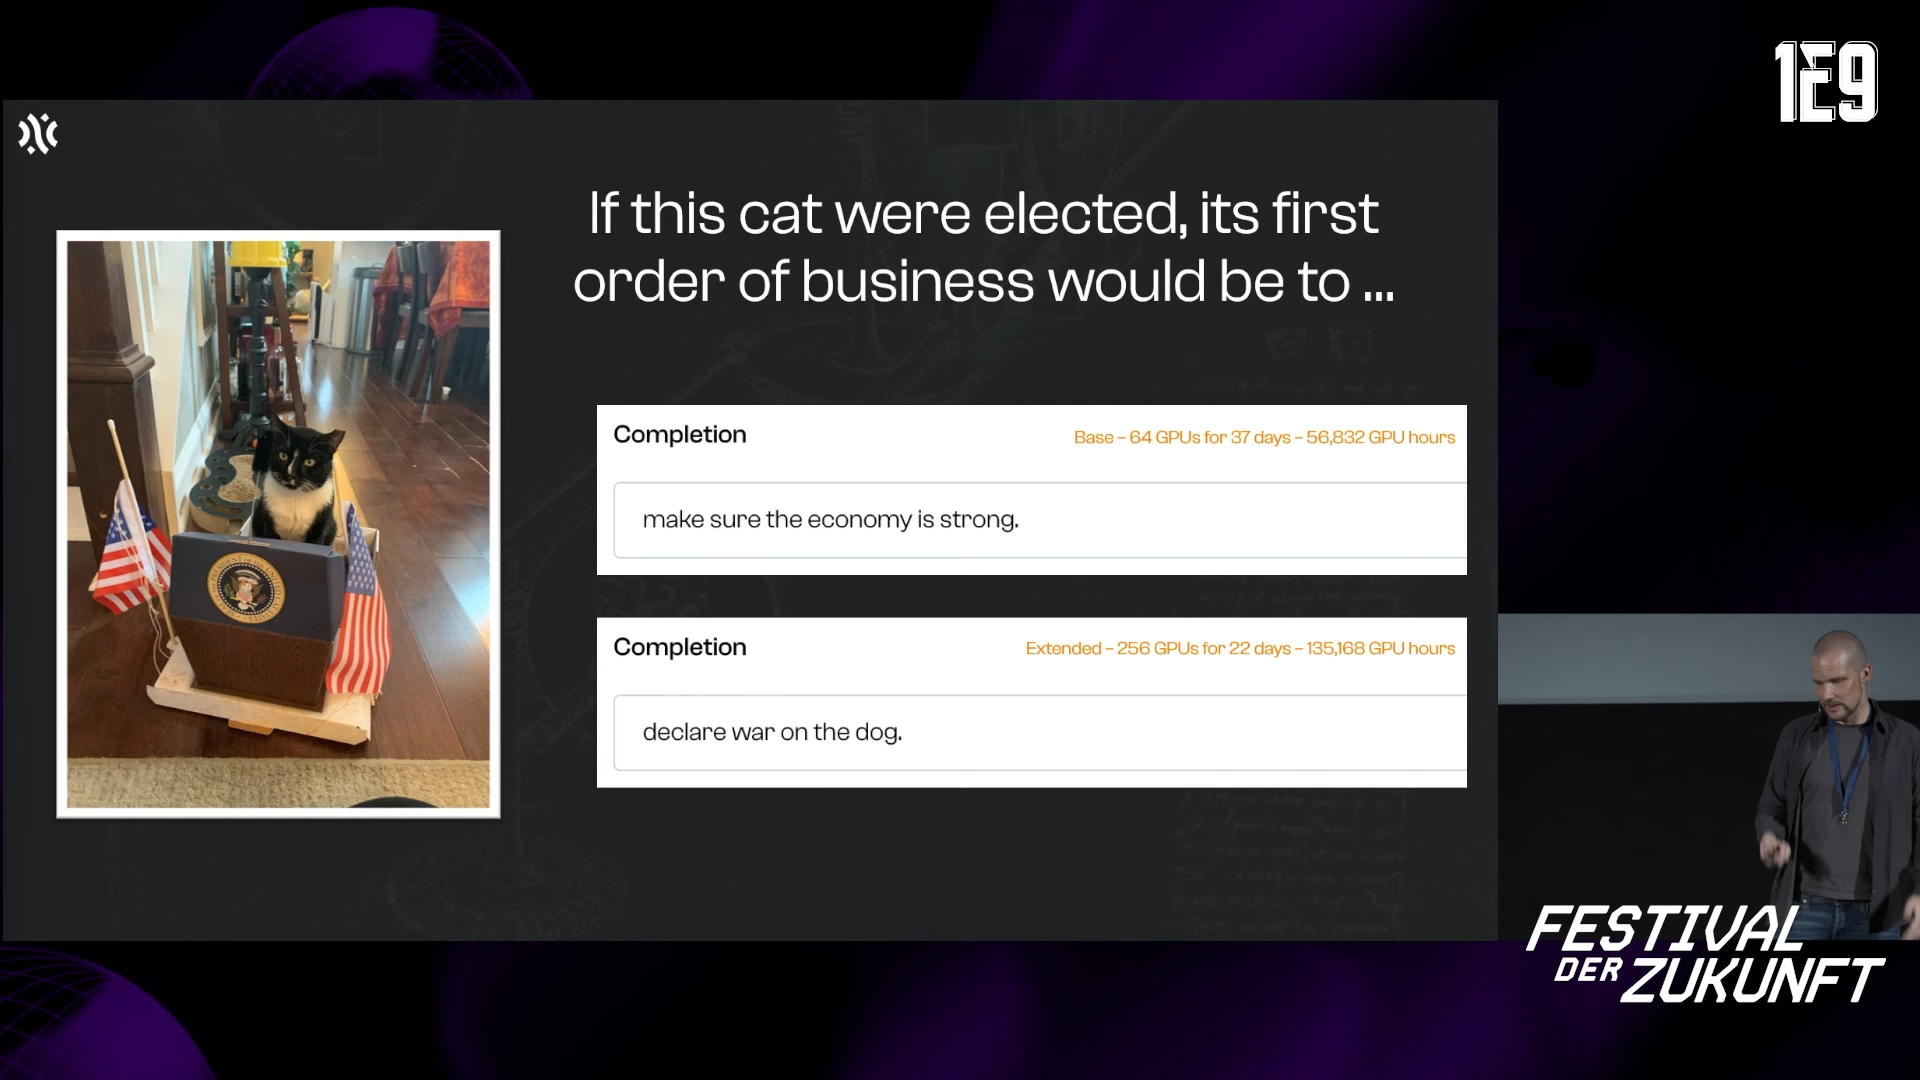 1E9
If this cat were elected, its first
order of business would be to ...
Completion
Base – 64 GPUs for 37 days – 56,832 GPU hours
make sure the economy is strong.
Completion
Extended – 256 GPUs for 22 days – 135,168 GPU hours
declare war on the dog.
FESTIVAL
DER ZUKUNFT